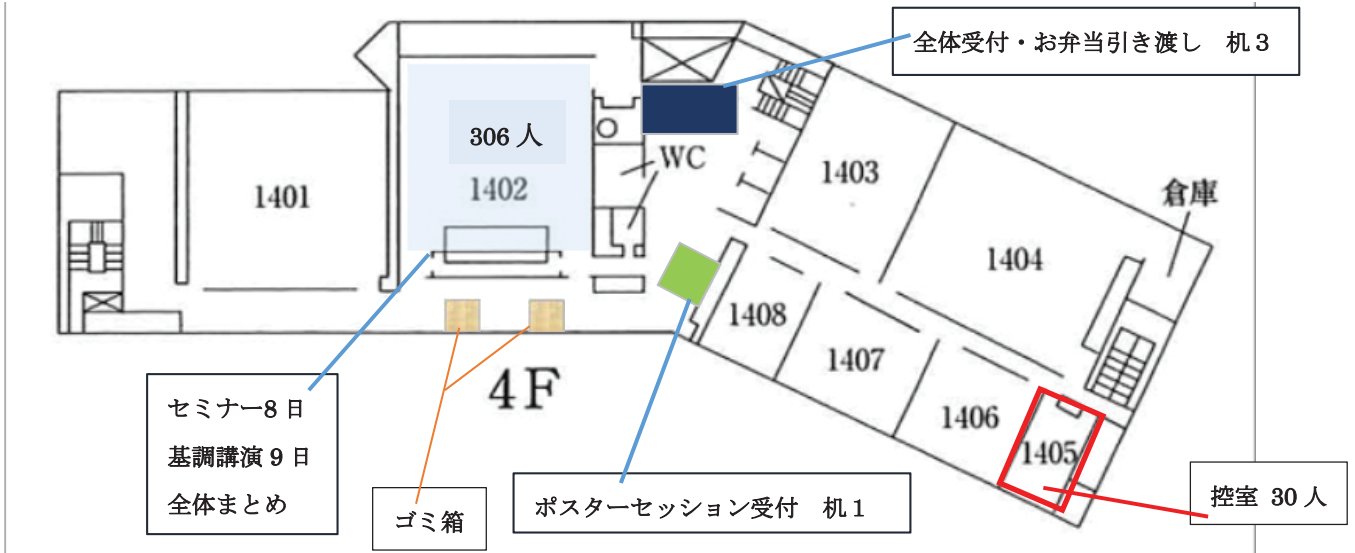 全体受付・お弁当引き渡し 机３
306 人
1401
1402
WC
1403
倉庫
1404
1408
1407
1406
1405
4F
セミナー8 日
基調講演 9 日
全体まとめ
ゴミ箱
ポスターセッション受付 机１
控室 30 人